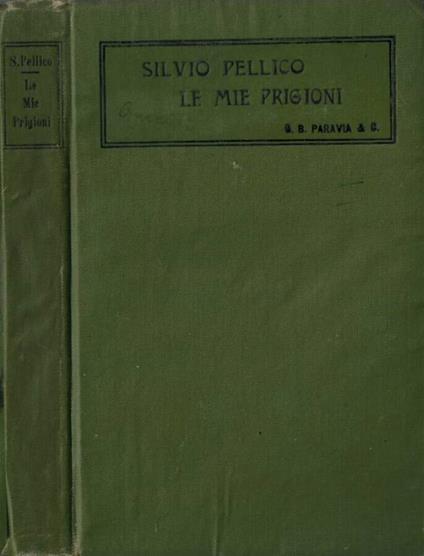 S. Pellico
Le
Mie
Prigioni
SILVIO PELLICO
LE MIE PRIGIONI
G. B. PARAVIA & C.